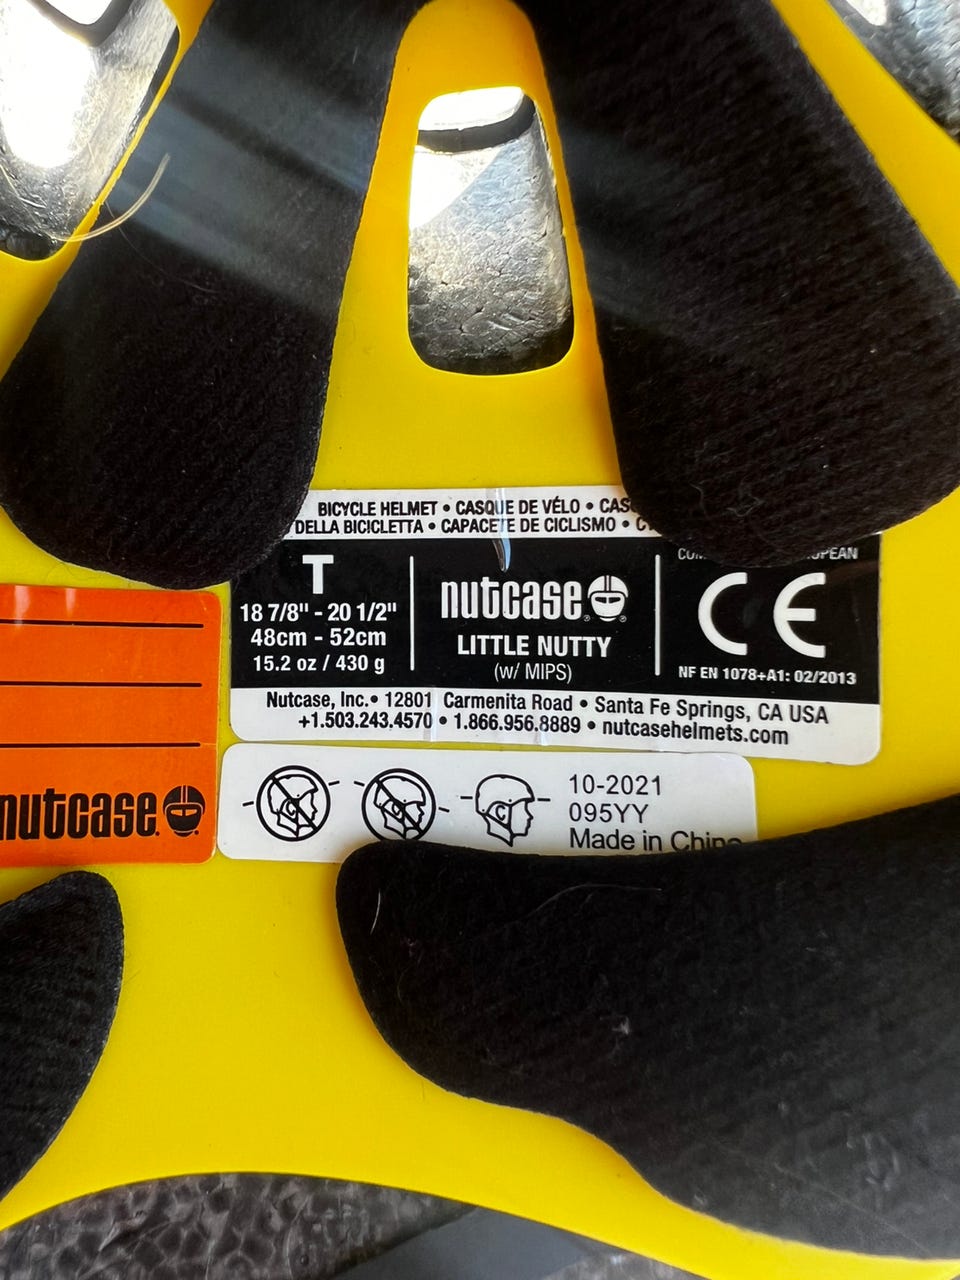 BICYCLE HELMET • CASQUE DE VÉLO •
DELLA BICICLETTA • CAPACETE DE CICLISMO •
T
18 7/8" - 20 1/2"
48cm - 52cm
15.2 oz / 430 g
nutcase
LITTLE NUTTY
(w/ MIPS)
CE
NF EN 1078+A1: 02/2013
Nutcase, Inc. • 12801 Carmenita Road • Santa Fe Springs, CA USA
+1.503.243.4570 • 1.866.956.8889 • nutcasehelmets.com
nutcase
10-2021
095YY
Made in China